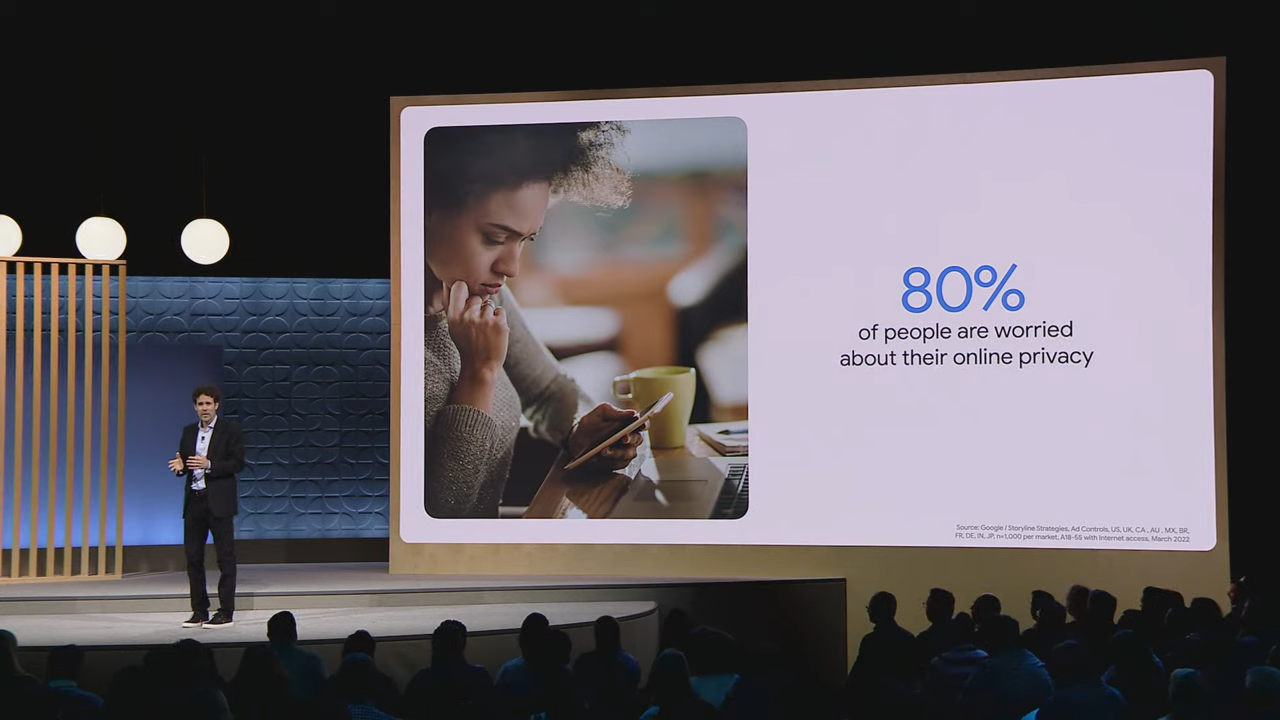 80%
of people are worried
about their online privacy
Source: Google / Storyline Strategies, Ad Controls, US, UK, CA , AU , MX, BR,
FR, DE, IN, JP, n=1,000 per market, A18-55 with internet access, March 2022